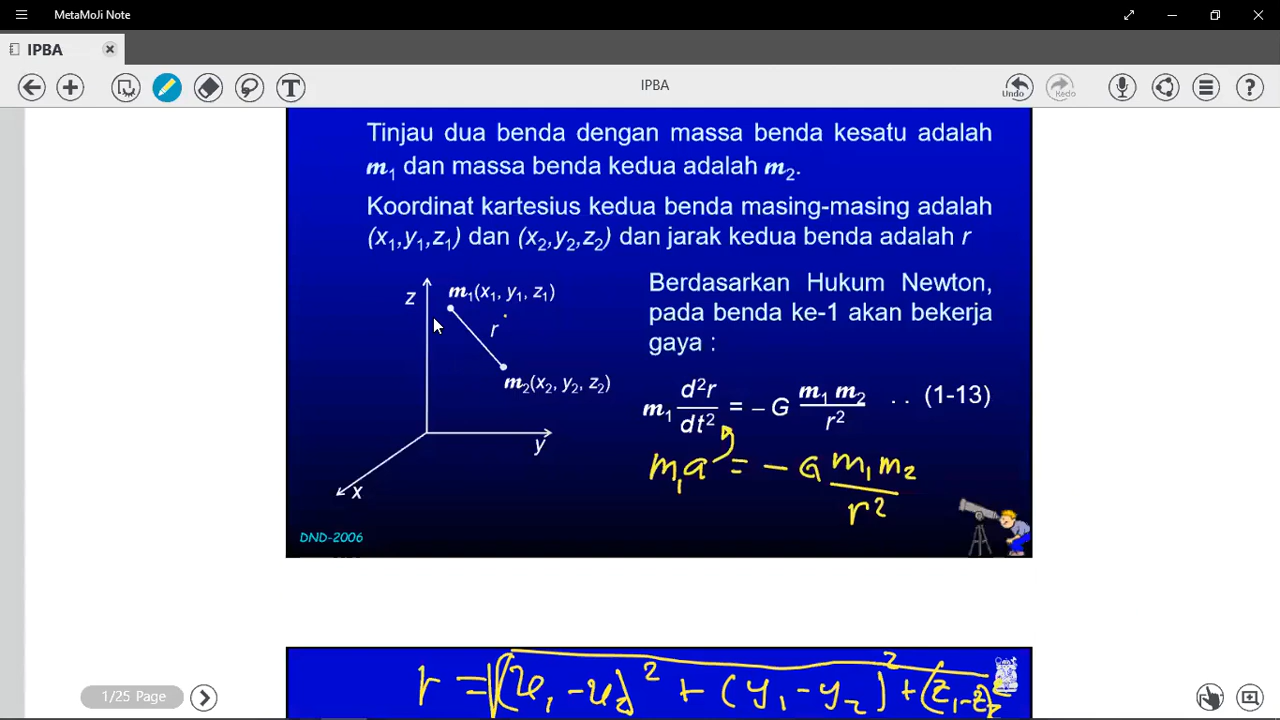 MetaMoJi Note
IPBA
IPBA
Undo
Redo
Tinjau dua benda dengan massa benda kesatu adalah
m₁ dan massa benda kedua adalah m₂.
Koordinat kartesius kedua benda masing-masing adalah
(x₁,y₁,z₁) dan (x₂,y₂,z₂) dan jarak kedua benda adalah r
z
m₁(x₁, y₁, z₁)
r
m₂(x₂, y₂, z₂)
y
x
Berdasarkan Hukum Newton,
pada benda ke-1 akan bekerja
gaya :
m₁ d²r/dt² = – G m₁ m₂/r² . . (1-13)
m₁a = – G m₁m₂/r²
DND-2006
r = √(x₁ - x₂)² + (y₁ - y₂)² + (z₁ - z₂)²
1/25 Page